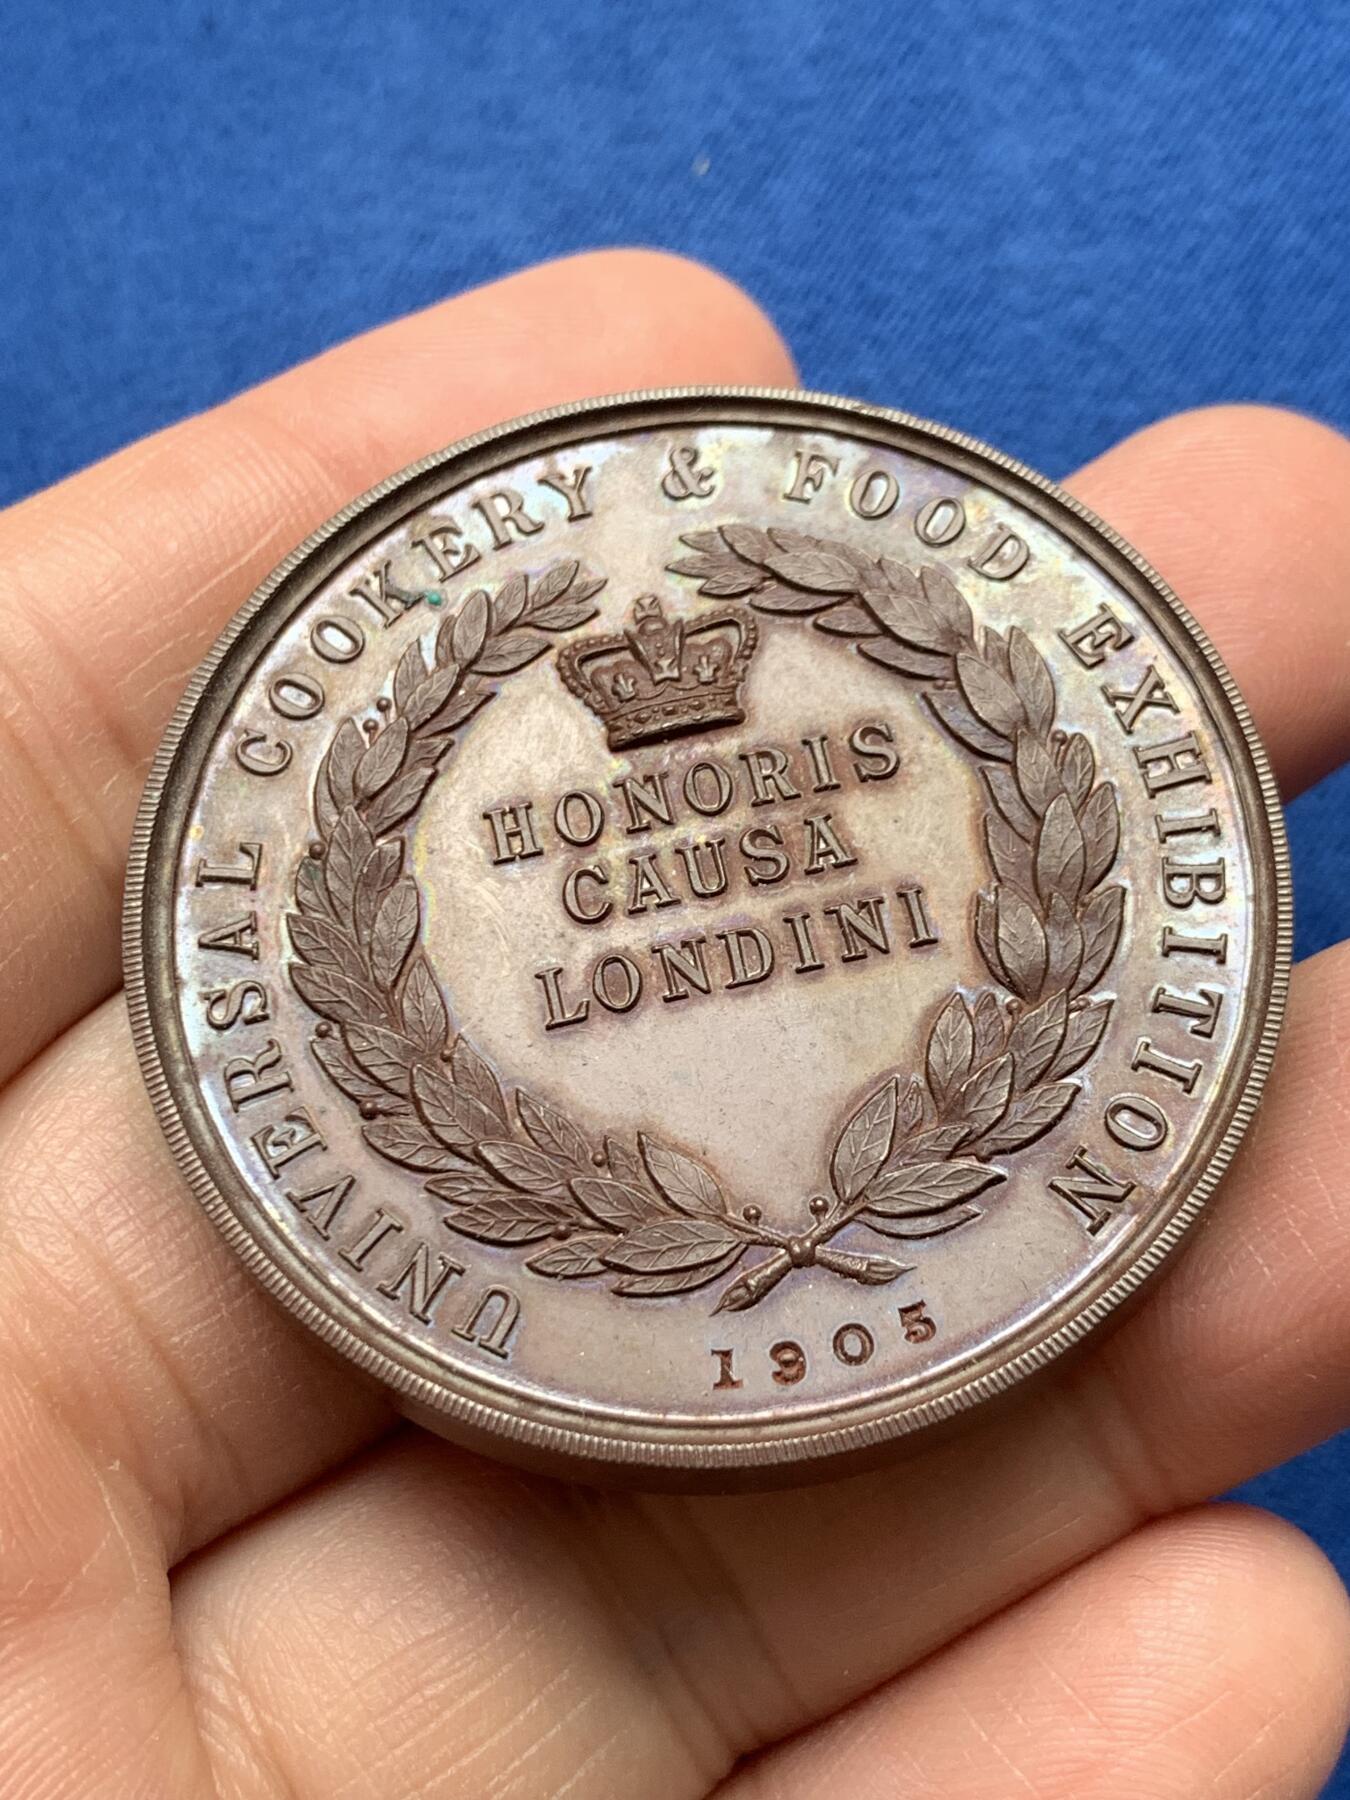 UNIVERSAL COOKERY & FOOD EXHIBITION
HONORIS
CAUSA
LONDINI
1905